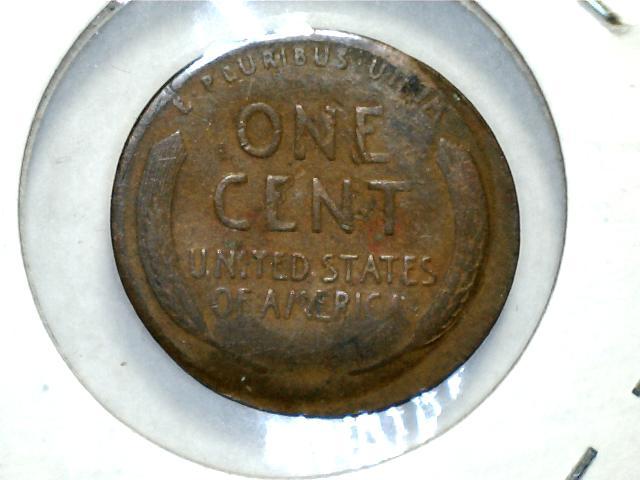 E PLURIBUS UNUM
ONE
CENT
UNITED STATES
OF AMERICA